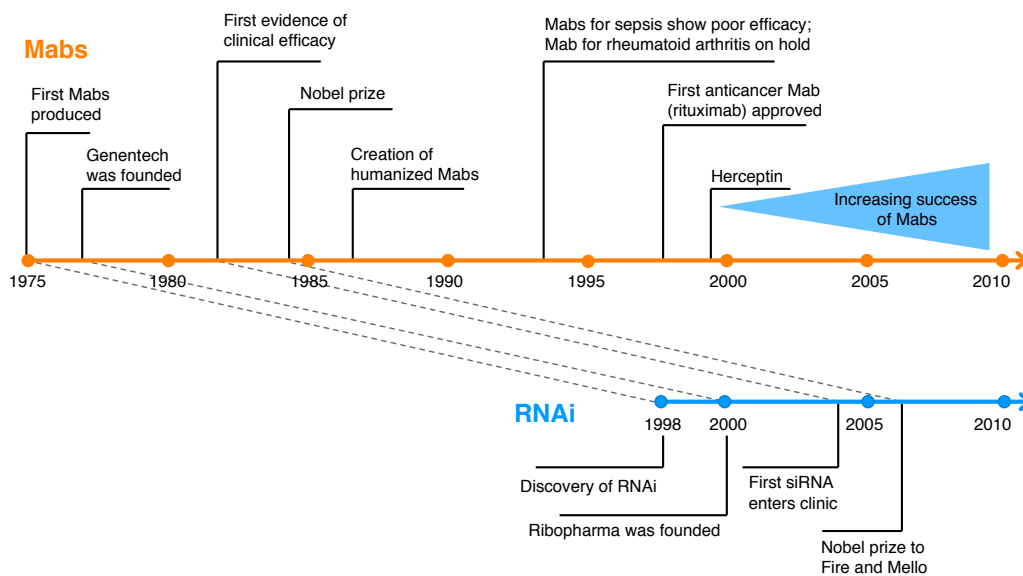 Mabs
First Mabs
produced
Genentech
was founded
First evidence of
clinical efficacy
Nobel prize
Creation of
humanized Mabs
Mabs for sepsis show poor efficacy;
Mab for rheumatoid arthritis on hold
First anticancer Mab
(rituximab) approved
Herceptin
Increasing success
of Mabs
1975
1980
1985
1990
1995
2000
2005
2010
RNAi
1998
2000
2005
2010
Discovery of RNAi
Ribopharma was founded
First siRNA
enters clinic
Nobel prize to
Fire and Mello